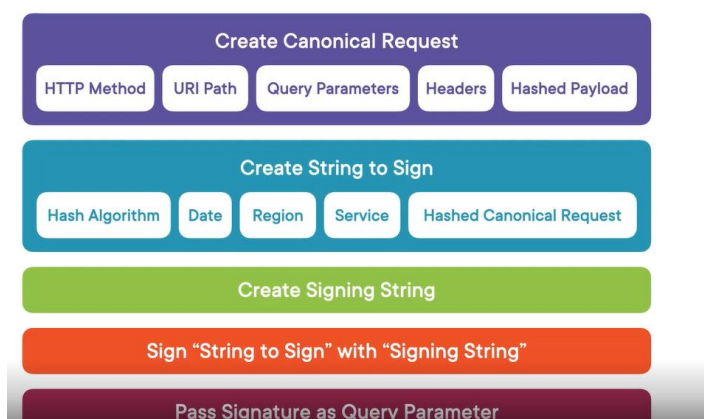 Create Canonical Request
HTTP Method URI Path Query Parameters Headers Hashed Payload
Create String to Sign
Hash Algorithm Date Region Service Hashed Canonical Request
Create Signing String
Sign “String to Sign” with “Signing String”
Pass Signature as Query Parameter